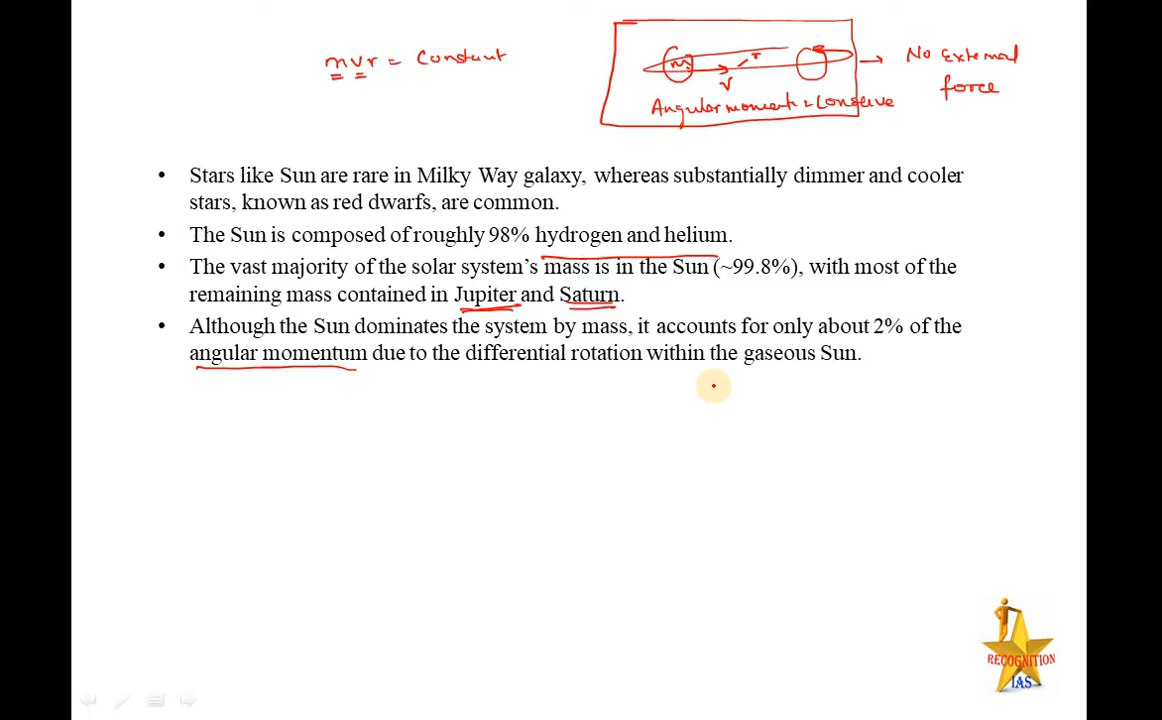 mvr = Constant
m
r
v
2
No External
force
Angular moment = Conserve
• Stars like Sun are rare in Milky Way galaxy, whereas substantially dimmer and cooler
stars, known as red dwarfs, are common.
• The Sun is composed of roughly 98% hydrogen and helium.
• The vast majority of the solar system’s mass is in the Sun (~99.8%), with most of the
remaining mass contained in Jupiter and Saturn.
• Although the Sun dominates the system by mass, it accounts for only about 2% of the
angular momentum due to the differential rotation within the gaseous Sun.
RECOGNITION
IAS